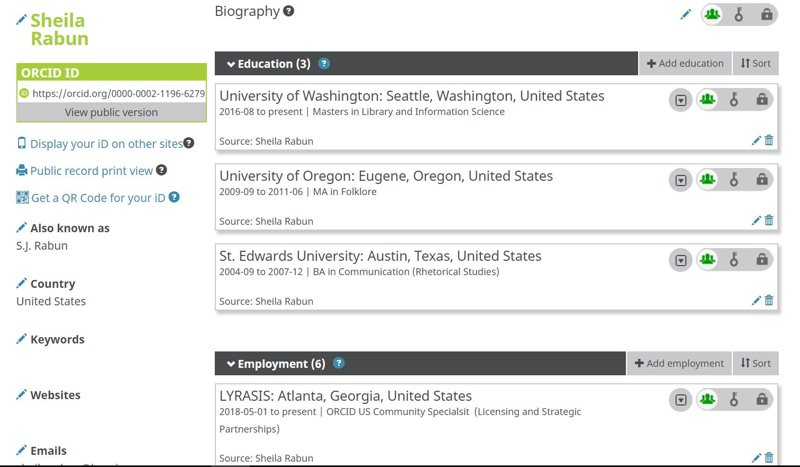 Sheila
Rabun
ORCID ID
https://orcid.org/0000-0002-1196-6279
View public version
Display your iD on other sites
Public record print view
Get a QR Code for your iD
Also known as
S.J. Rabun
Country
United States
Keywords
Websites
Emails
Biography
Education (3)
Add education
Sort
University of Washington: Seattle, Washington, United States
2016-08 to present | Masters in Library and Information Science
Source: Sheila Rabun
University of Oregon: Eugene, Oregon, United States
2009-09 to 2011-06 | MA in Folklore
Source: Sheila Rabun
St. Edwards University: Austin, Texas, United States
2004-09 to 2007-12 | BA in Communication (Rhetorical Studies)
Source: Sheila Rabun
Employment (6)
Add employment
Sort
LYRASIS: Atlanta, Georgia, United States
2018-05-01 to present | ORCID US Community Specialsit (Licensing and Strategic
Partnerships)
Source: Sheila Rabun